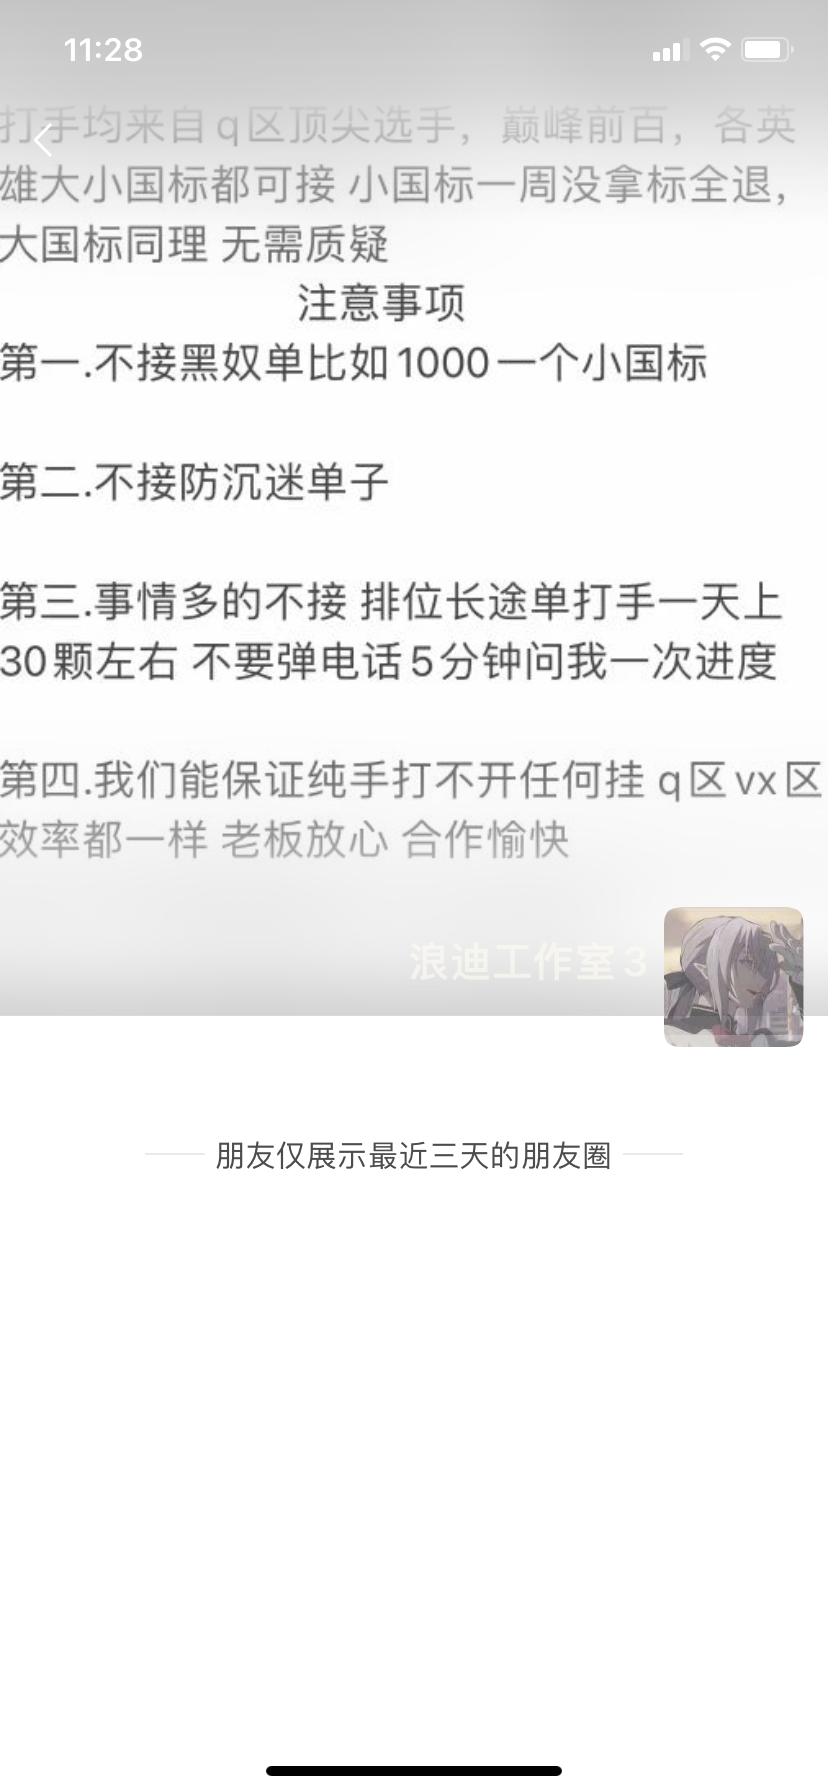 11:28
打手均来自q区顶尖选手，巅峰前百，各英
雄大小国标都可接 小国标一周没拿标全退，
大国标同理 无需质疑
注意事项
第一.不接黑奴单比如1000一个小国标
第二.不接防沉迷单子
第三.事情多的不接 排位长途单打手一天上
30颗左右 不要弹电话5分钟问我一次进度
第四.我们能保证纯手打不开任何挂 q区vx区
效率都一样 老板放心 合作愉快
浪迪工作室3
朋友仅展示最近三天的朋友圈